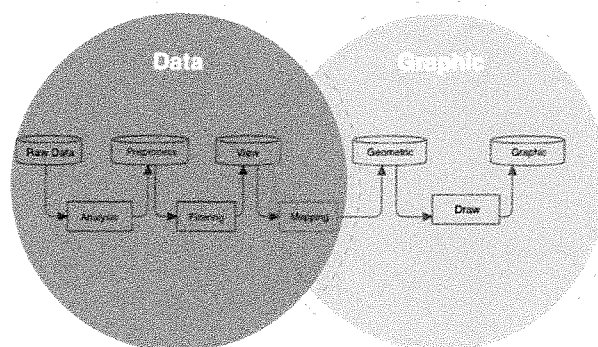 Data
Graphic
Raw Data
Preprocess
View
Geometric
Graphic
Analysis
Filtering
Mapping
Draw